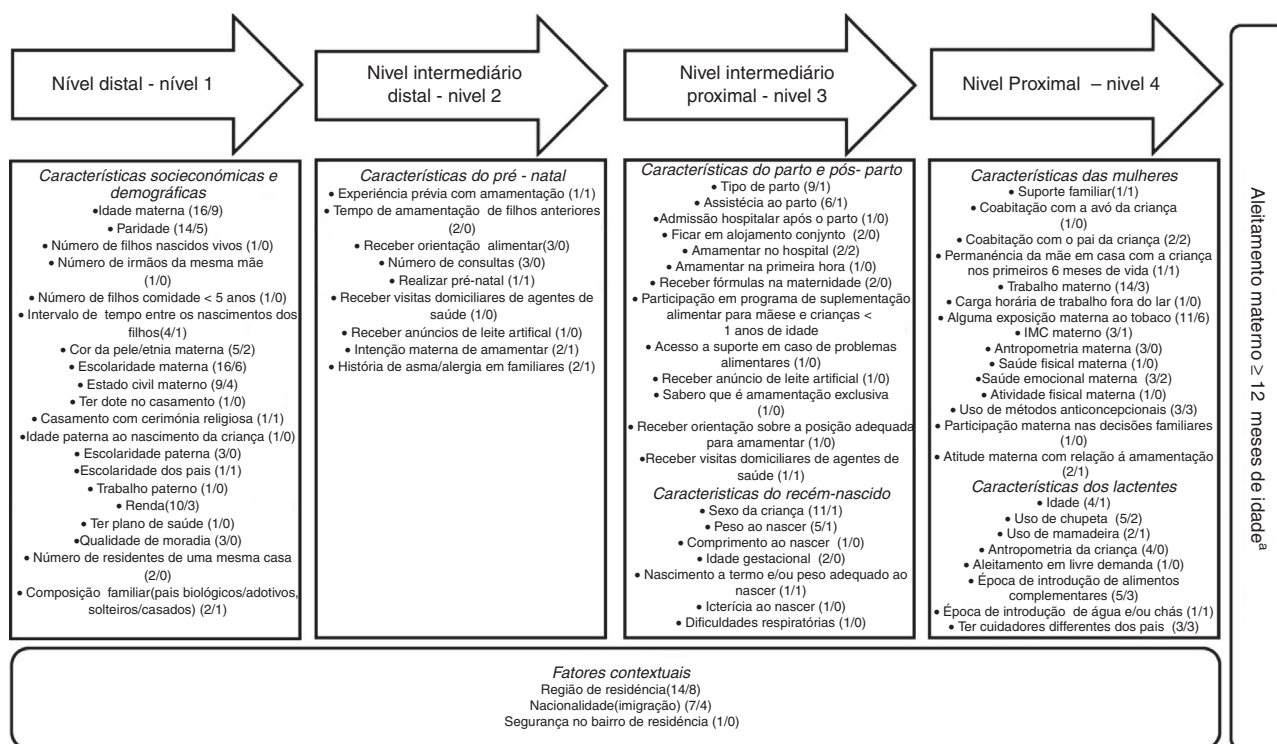 Nível distal - nível 1
Nivel intermediário
distal - nivel 2
Nivel intermediário
proximal - nivel 3
Nivel Proximal – nivel 4
Características socieconómicas e
demográficas
•Idade materna (16/9)
• Paridade (14/5)
• Número de filhos nascidos vivos (1/0)
• Número de irmãos da mesma mãe
(1/0)
• Número de filhos comidade < 5 anos (1/0)
• Intervalo de tempo entre os nascimentos dos
filhos(4/1)
• Cor da pele/etnia materna (5/2)
• Escolaridade materna (16/6)
• Estado civil materno (9/4)
• Ter dote no casamento (1/0)
• Casamento com cerimónia religiosa (1/1)
•Idade paterna ao nascimento da criança (1/0)
• Escolaridade paterna (3/0)
•Escolaridade dos pais (1/1)
• Trabalho paterno (1/0)
• Renda(10/3)
• Ter plano de saúde (1/0)
•Qualidade de moradia (3/0)
• Número de residentes de uma mesma casa
(2/0)
• Composição familiar(pais biológicos/adotivos,
solteiros/casados) (2/1)
Características do pré - natal
• Experiéncia prévia com amamentação (1/1)
• Tempo de amamentação de filhos anteriores
(2/0)
• Receber orientação alimentar(3/0)
• Número de consultas (3/0)
• Realizar pré-natal (1/1)
• Receber visitas domiciliares de agentes de
saúde (1/0)
• Receber anúncios de leite artifical (1/0)
• Intenção materna de amamentar (2/1)
• História de asma/alergia em familiares (2/1)
Características do parto e pós- parto
• Tipo de parto (9/1)
• Assistécia ao parto (6/1)
•Admissão hospitalar após o parto (1/0)
• Ficar em alojamento conjynto (2/0)
• Amamentar no hospital (2/2)
• Amamentar na primeira hora (1/0)
• Receber fórmulas na maternidade (2/0)
• Participação em programa de suplementação
alimentar para mãese e crianças <
1 anos de idade
• Acesso a suporte em caso de problemas
alimentares (1/0)
• Receber anúncio de leite artificial (1/0)
• Sabero que é amamentação exclusiva
(1/0)
• Receber orientação sobre a posição adequada
para amamentar (1/0)
•Receber visitas domiciliares de agentes de
saúde (1/1)
Caracteristicas do recém-nascido
• Sexo da criança (11/1)
• Peso ao nascer (5/1)
• Comprimento ao nascer (1/0)
• Idade gestacional (2/0)
• Nascimento a termo e/ou peso adequado ao
nascer (1/1)
• Icterícia ao nascer (1/0)
• Dificuldades respiratórias (1/0)
Características das mulheres
• Suporte familiar(1/1)
• Coabitação com a avó da criança
(1/0)
• Coabitação com o pai da criança (2/2)
• Permanéncia da mãe em casa com a criança
nos primeiros 6 meses de vida (1/1)
• Trabalho materno (14/3)
• Carga horária de trabalho fora do lar (1/0)
• Alguma exposição materna ao tobaco (11/6)
• IMC materno (3/1)
• Antropometria materna (3/0)
• Saúde fisical materna (1/0)
•Saúde emocional materna (3/2)
• Atividade fisical materna (1/0)
• Uso de métodos anticoncepcionais (3/3)
• Participação materna nas decisões familiares
(1/0)
• Atitude materna com relação á amamentação
(2/1)
Características dos lactentes
• Idade (4/1)
• Uso de chupeta (5/2)
• Uso de mamadeira (2/1)
• Antropometria da criança (4/0)
• Aleitamento em livre demanda (1/0)
• Época de introdução de alimentos
complementares (5/3)
• Época de introdução de água e/ou chás (1/1)
• Ter cuidadores differentes dos pais (3/3)
Aleitamento materno ≥ 12 meses de idadeª
Fatores contextuais
Região de residéncia(14/8)
Nacionalidade(imigração) (7/4)
Segurança no bairro de residéncia (1/0)